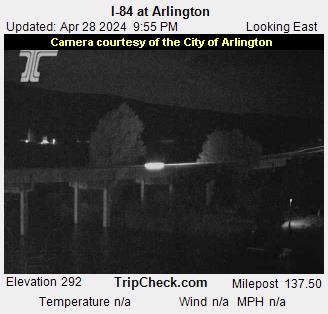 I-84 at Arlington
Updated: Apr 28 2024 9:55 PM Looking East
Camera courtesy of the City of Arlington
Elevation 292 TripCheck.com Milepost 137.50
Temperature n/a Wind n/a MPH n/a